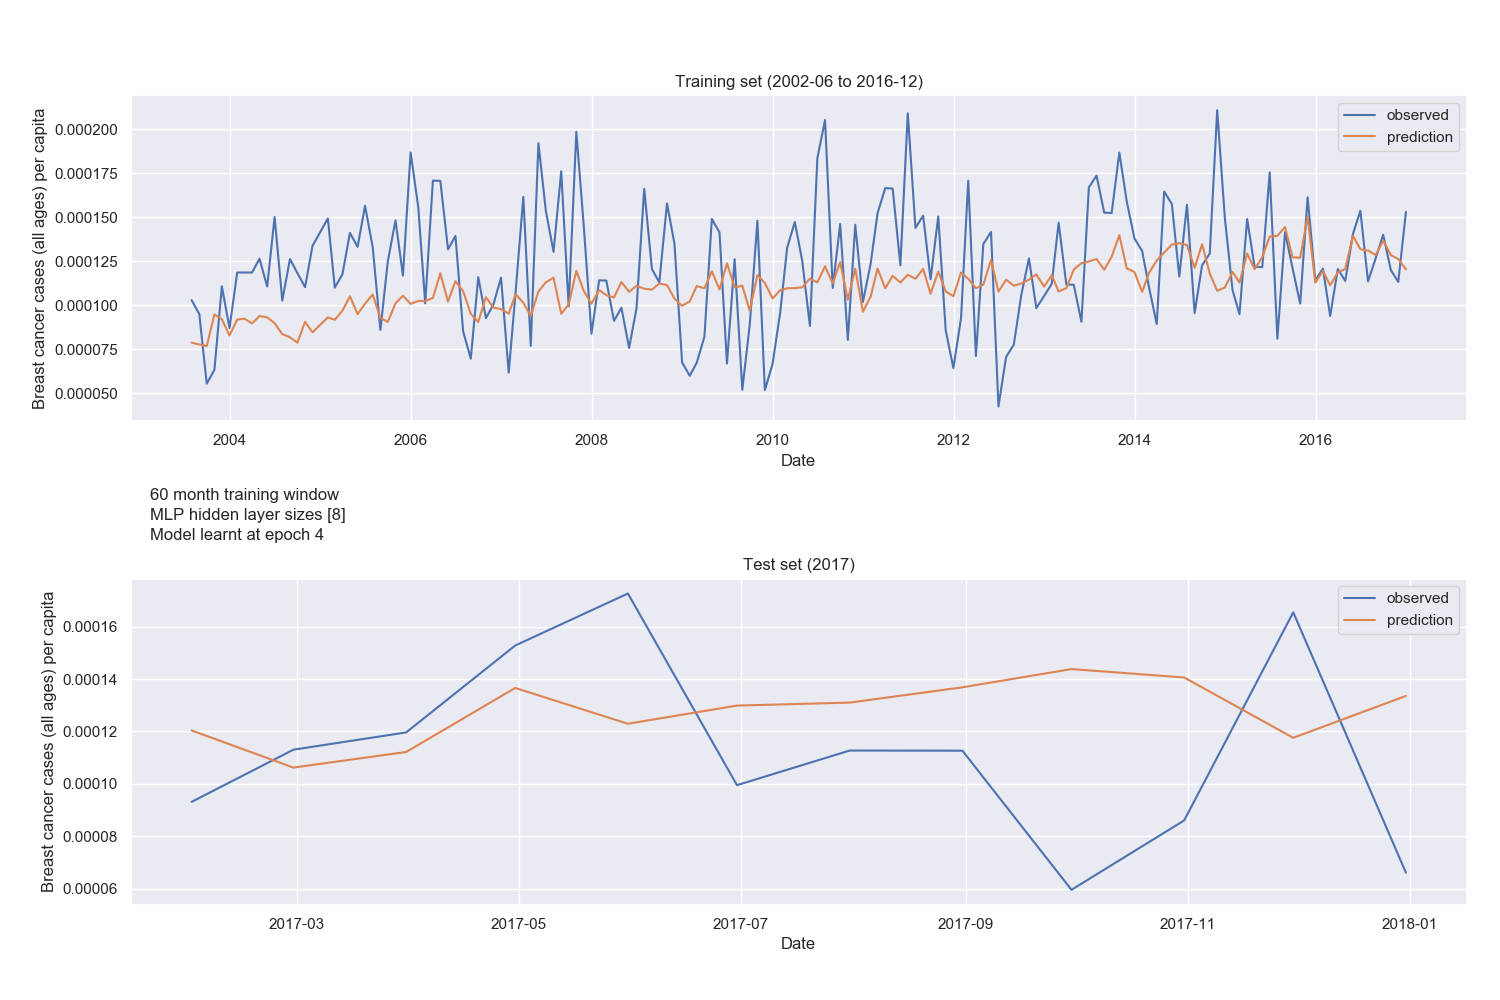 Training set (2002-06 to 2016-12)
Breast cancer cases (all ages) per capita
0.000200
0.000175
0.000150
0.000125
0.000100
0.000075
0.000050
observed
prediction
2004
2006
2008
2010
2012
2014
2016
Date
60 month training window
MLP hidden layer sizes [8]
Model learnt at epoch 4
Test set (2017)
Breast cancer cases (all ages) per capita
0.00016
0.00014
0.00012
0.00010
0.00008
0.00006
observed
prediction
2017-03
2017-05
2017-07
2017-09
2017-11
2018-01
Date